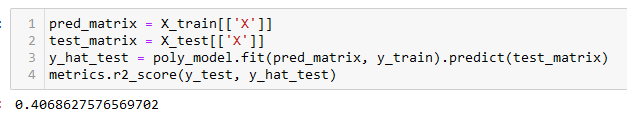 1 pred_matrix = X_train[['X']]
2 test_matrix = X_test[['X']]
3 y_hat_test = poly_model.fit(pred_matrix, y_train).predict(test_matrix)
4 metrics.r2_score(y_test, y_hat_test)
: 0.4068627576569702